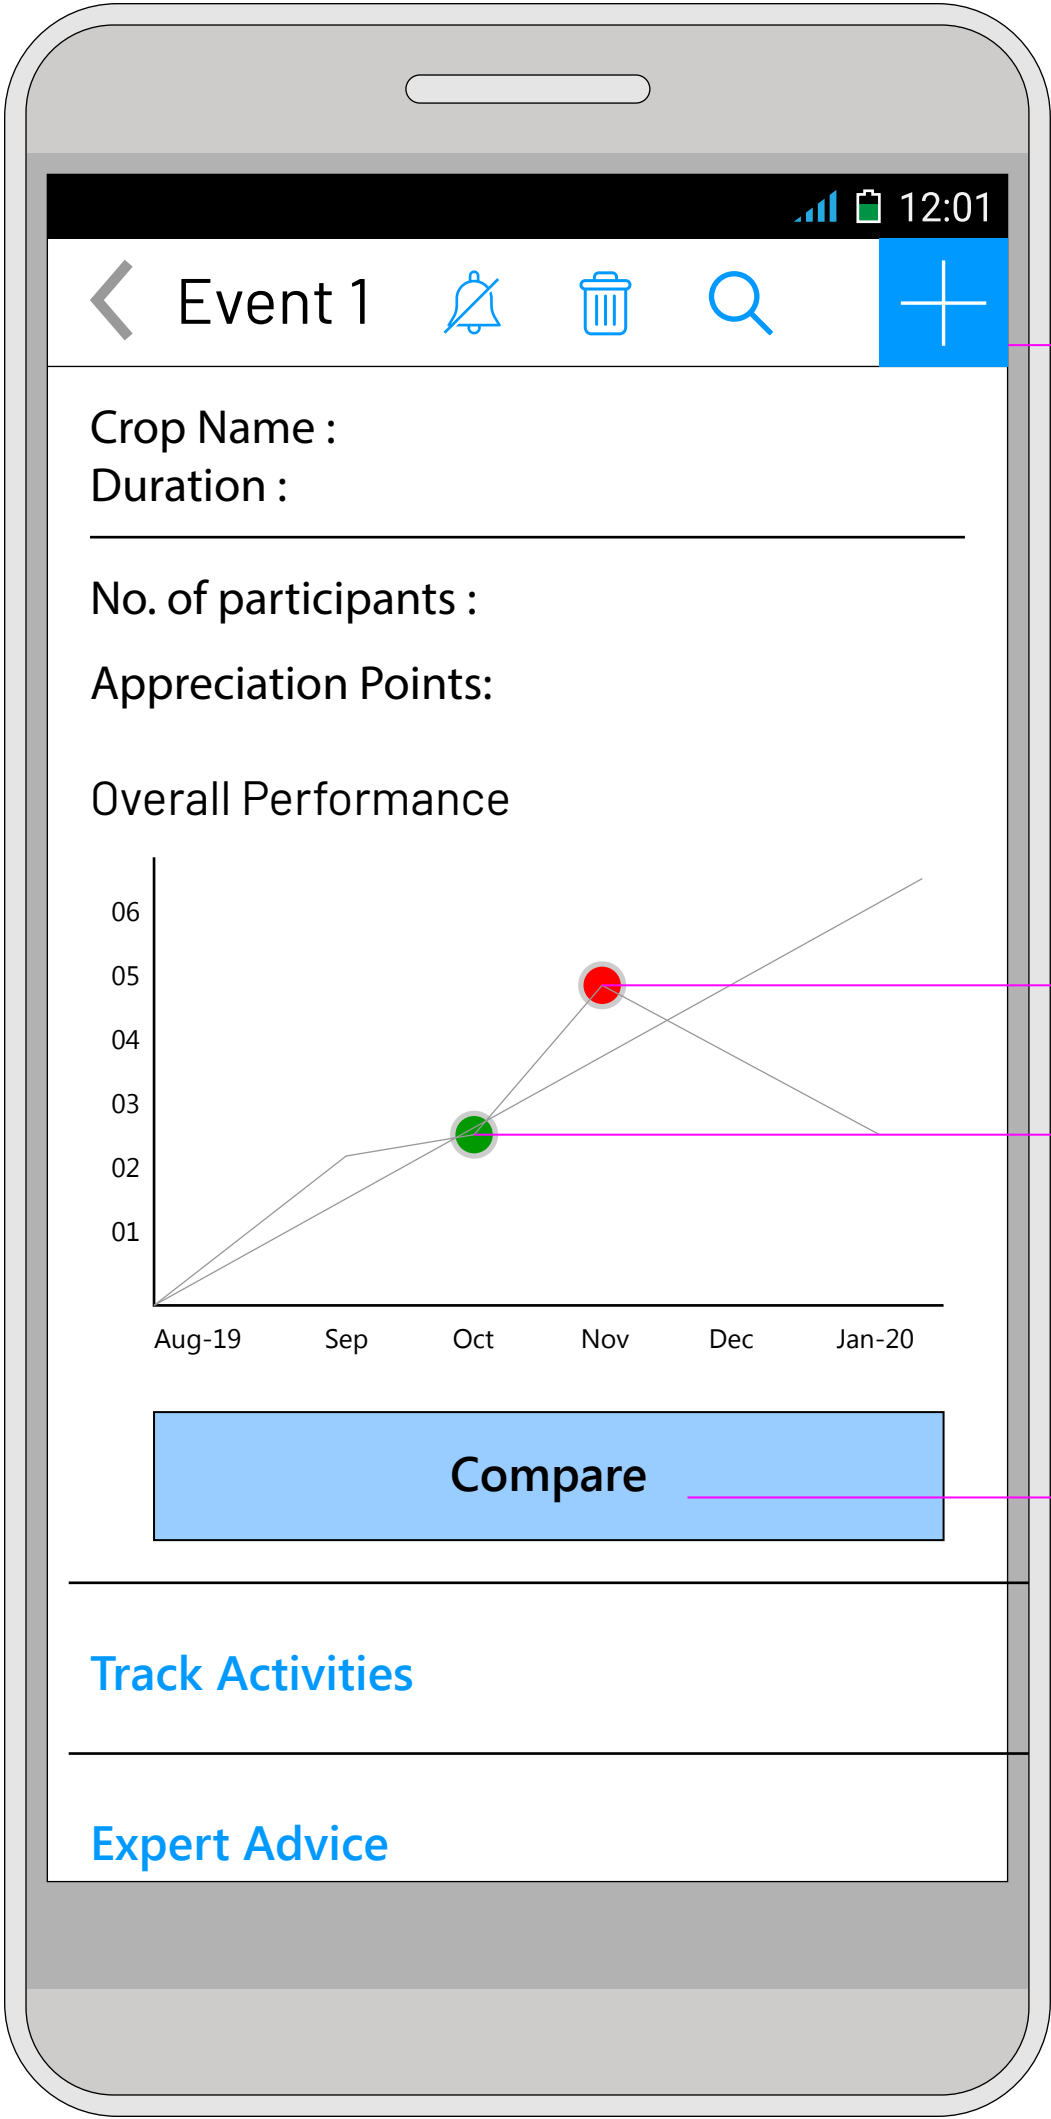 12:01
Event 1
Crop Name :
Duration :
No. of participants :
Appreciation Points:
Overall Performance
06
05
04
03
02
01
Aug-19 Sep Oct Nov Dec Jan-20
Compare
Track Activities
Expert Advice